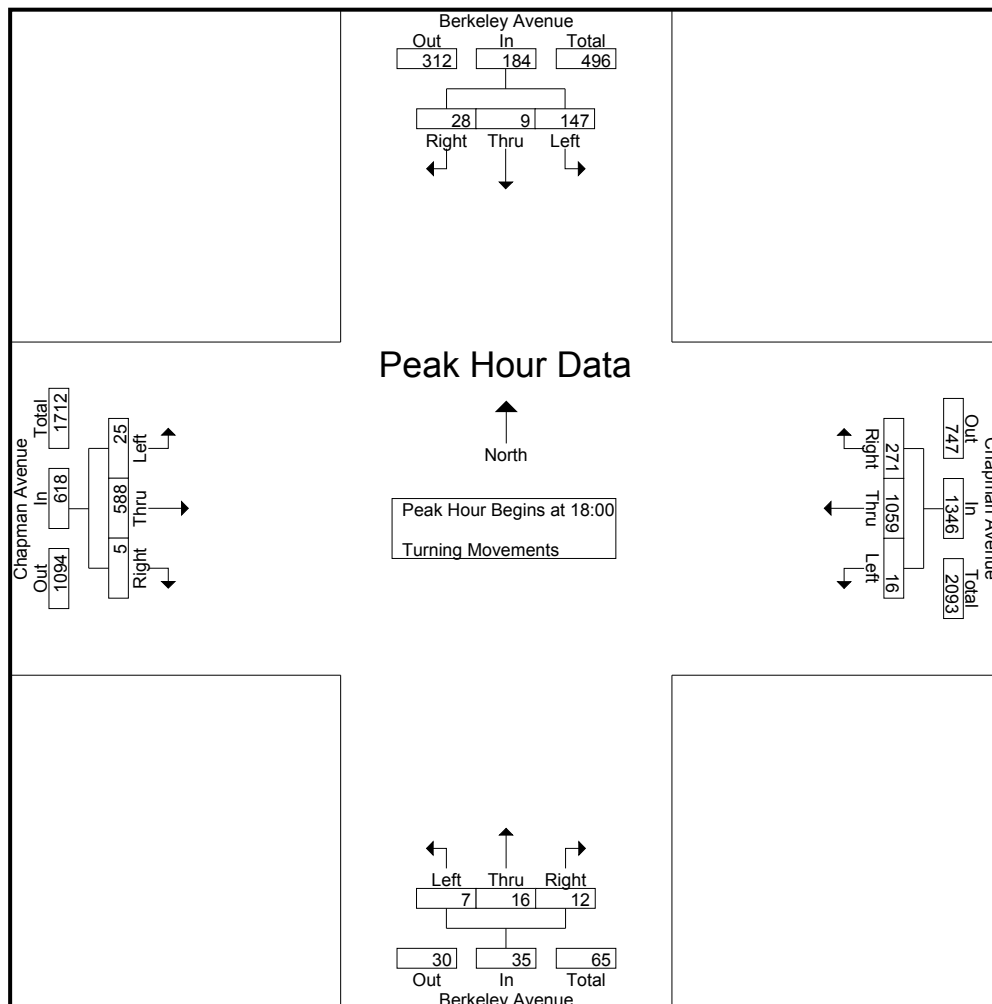 Berkeley Avenue
Out In Total
312 184 496
28 9 147
Right Thru Left
Peak Hour Data
North
Peak Hour Begins at 18:00
Turning Movements
Chapman Avenue
Total In Out
1712 618 1094
25 588 5
Left Thru Right
Chapman Avenue
Out In Total
747 1346 2093
271 1059 16
Right Thru Left
Left Thru Right
7 16 12
30 35 65
Out In Total
Berkeley Avenue